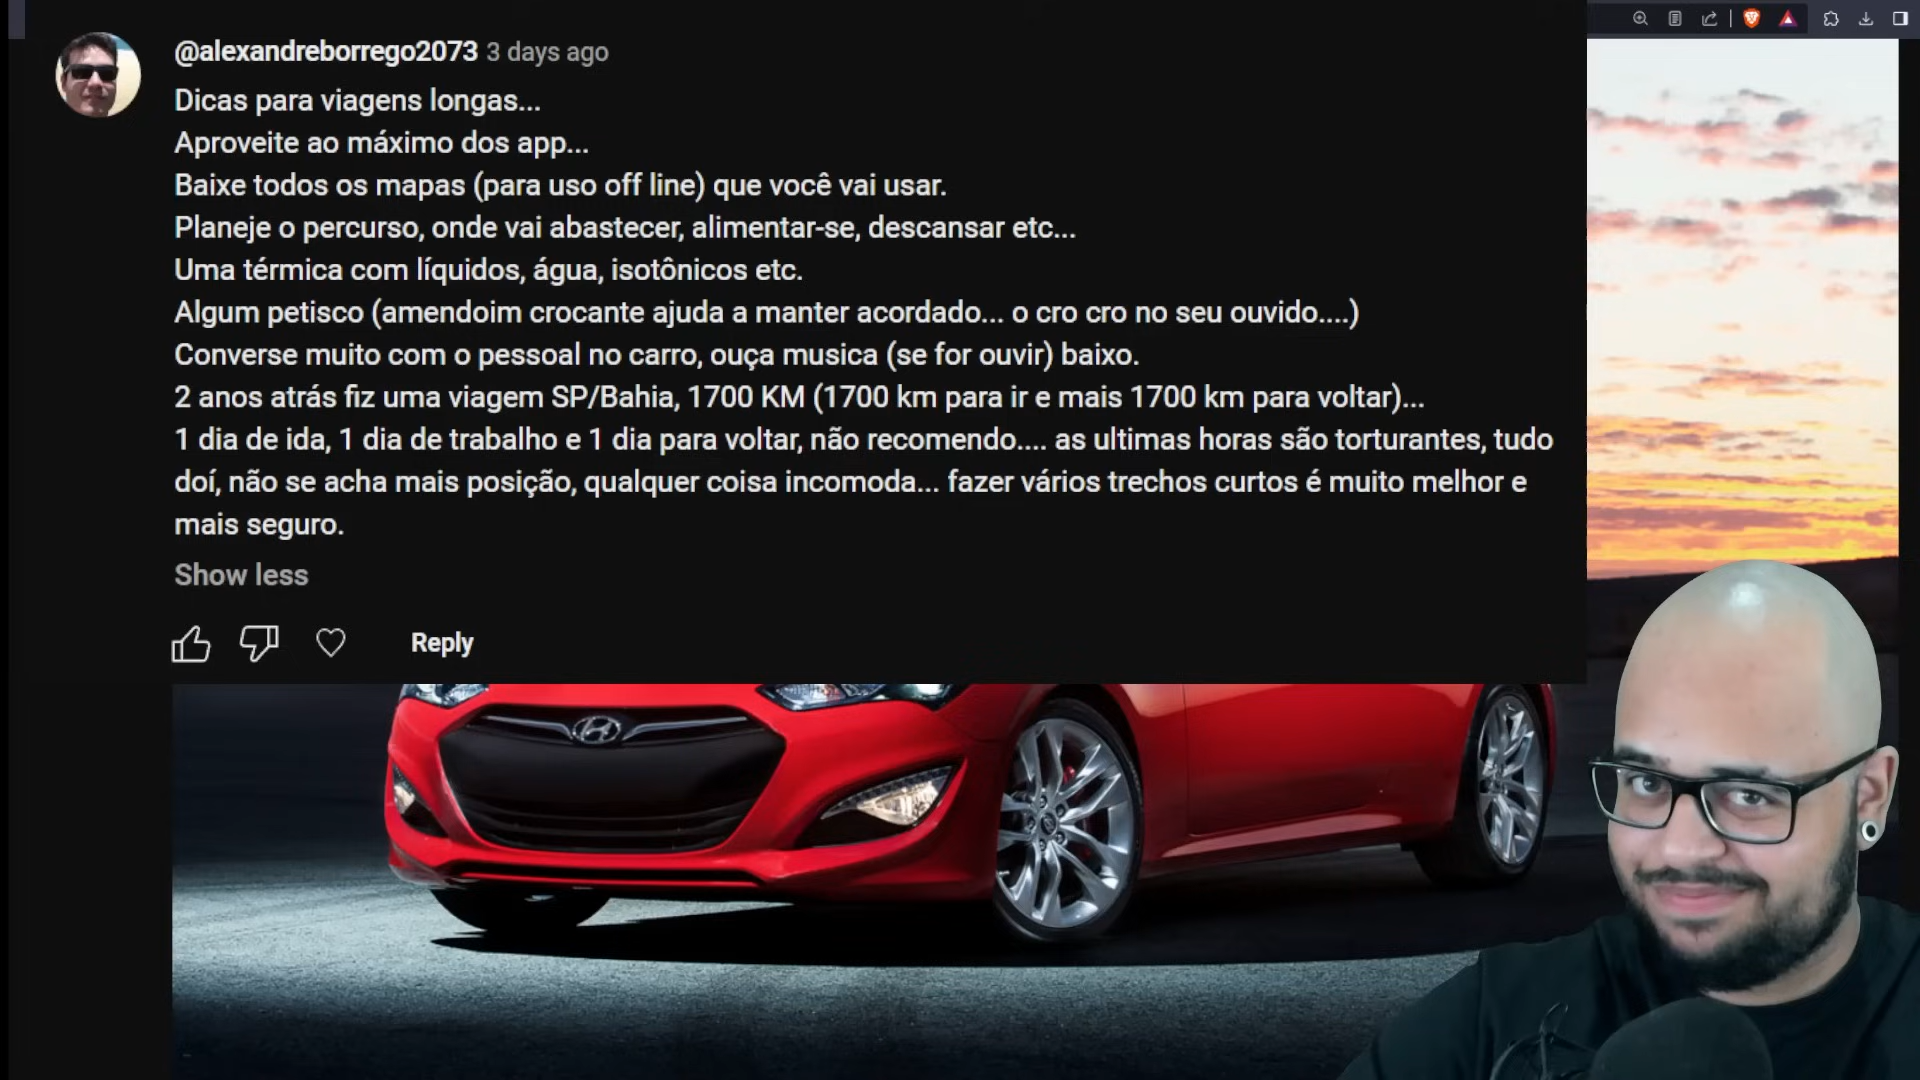 @alexandreborrego2073 3 days ago
Dicas para viagens longas...
Aproveite ao máximo dos app...
Baixe todos os mapas (para uso off line) que você vai usar.
Planeje o percurso, onde vai abastecer, alimentar-se, descansar etc...
Uma térmica com líquidos, água, isotônicos etc.
Algum petisco (amendoim crocante ajuda a manter acordado... o cro cro no seu ouvido....)
Converse muito com o pessoal no carro, ouça musica (se for ouvir) baixo.
2 anos atrás fiz uma viagem SP/Bahia, 1700 KM (1700 km para ir e mais 1700 km para voltar)...
1 dia de ida, 1 dia de trabalho e 1 dia para voltar, não recomendo.... as ultimas horas são torturantes, tudo
doí, não se acha mais posição, qualquer coisa incomoda... fazer vários trechos curtos é muito melhor e
mais seguro.
Show less
Reply